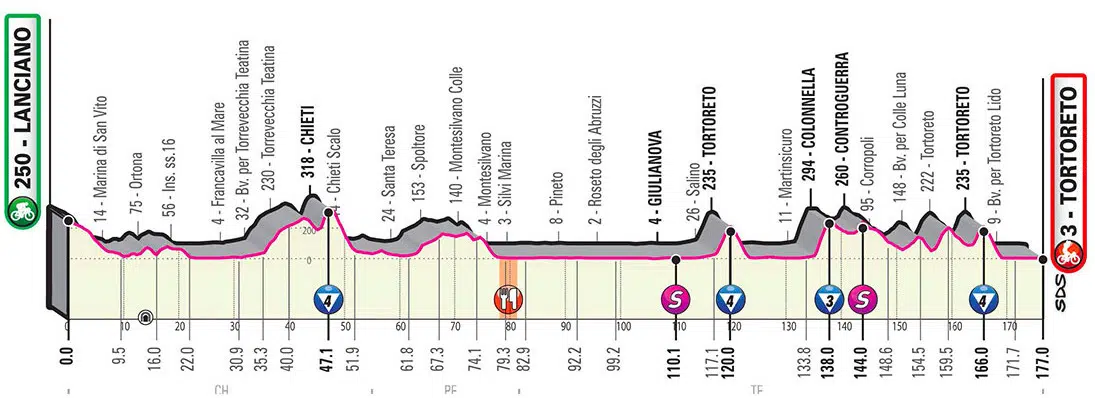 250 - LANCIANO
14 - Marina di San Vito
75 - Ortona
56 - Ins. ss.16
4 - Francavilla al Mare
32 - Bv. per Torrevecchia Teatina
230 - Torrevecchia Teatina
318 - CHIETI
Chieti Scalo
24 - Santa Teresa
153 - Spoltore
140 - Montesilvano Colle
4 - Montesilvano
3 - Silvi Marina
8 - Pineto
2 - Roseto degli Abruzzi
4 - GIULIANOVA
26 - Salino
235 - TORTORETO
11 - Martinsicuro
294 - COLONNELLA
260 - CONTROGUERRA
95 - Corropoli
148 - Bv. per Colle Luna
222 - Tortoreto
235 - TORTORETO
9 - Bv. per Tortoreto Lido
3 - TORTORETO
200
0
4
S
4
3
S
4
SDS
0 10 20 30 40 50 60 70 80 90 100 110 120 130 140 150 160 170
0.0 9.5 16.0 22.0 30.9 35.3 40.0 47.1 51.9 61.8 67.3 74.1 79.3 82.9 92.2 99.2 110.1 117.1 120.0 133.8 138.0 144.0 148.6 154.5 159.5 166.0 171.7 177.0
CH PE TE